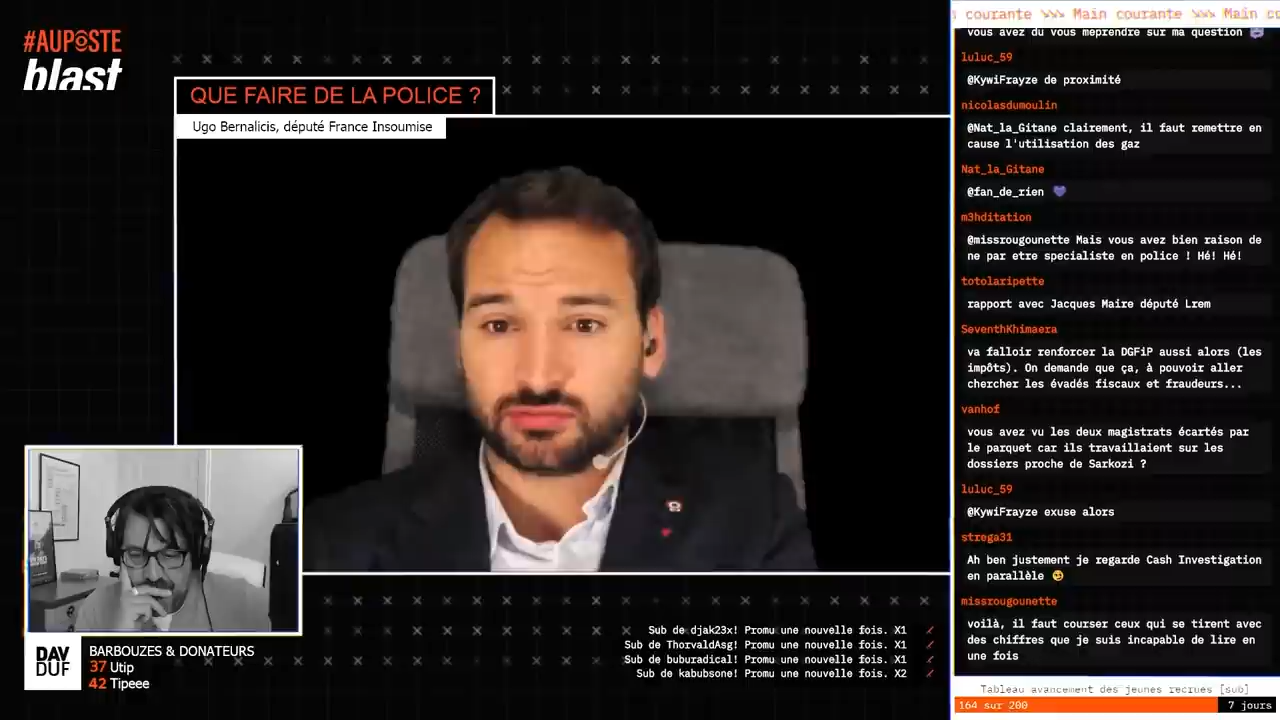 #AUPOSTE
blast
QUE FAIRE DE LA POLICE ?
Ugo Bernalicis, député France Insoumise
BARBOUZES & DONATEURS
37 Utip
42 Tipeee
DAV
DUF
Sub de djak23x! Promu une nouvelle fois. X1
Sub de ThorvaldAsg! Promu une nouvelle fois. X1
Sub de buburadical! Promu une nouvelle fois. X1
Sub de kabubsone! Promu une nouvelle fois. X2
courante >>> Main courante >>> Main co
vous avez du vous meprendre sur ma question
luluc_59
@KywiFrayze de proximité
nicolasdumoulin
@Nat_la_Gitane clairement, il faut remettre en
cause l'utilisation des gaz
Nat_la_Gitane
@fan_de_rien 💜
m3hditation
@missrougounette Mais vous avez bien raison de
ne par etre specialiste en police ! Hé! Hé!
totolaripette
rapport avec Jacques Maire député Lrem
SeventhKhimaera
va falloir renforcer la DGFiP aussi alors (les
impôts). On demande que ça, à pouvoir aller
chercher les évadés fiscaux et fraudeurs...
vanhof
vous avez vu les deux magistrats écartés par
le parquet car ils travaillaient sur les
dossiers proche de Sarkozi ?
luluc_59
@KywiFrayze exuse alors
strega31
Ah ben justement je regarde Cash Investigation
en parallèle
missrougounette
voilà, il faut courser ceux qui se tirent avec
des chiffres que je suis incapable de lire en
une fois
Tableau avancement des jeunes recrues [sub]
164 sur 200
7 jours